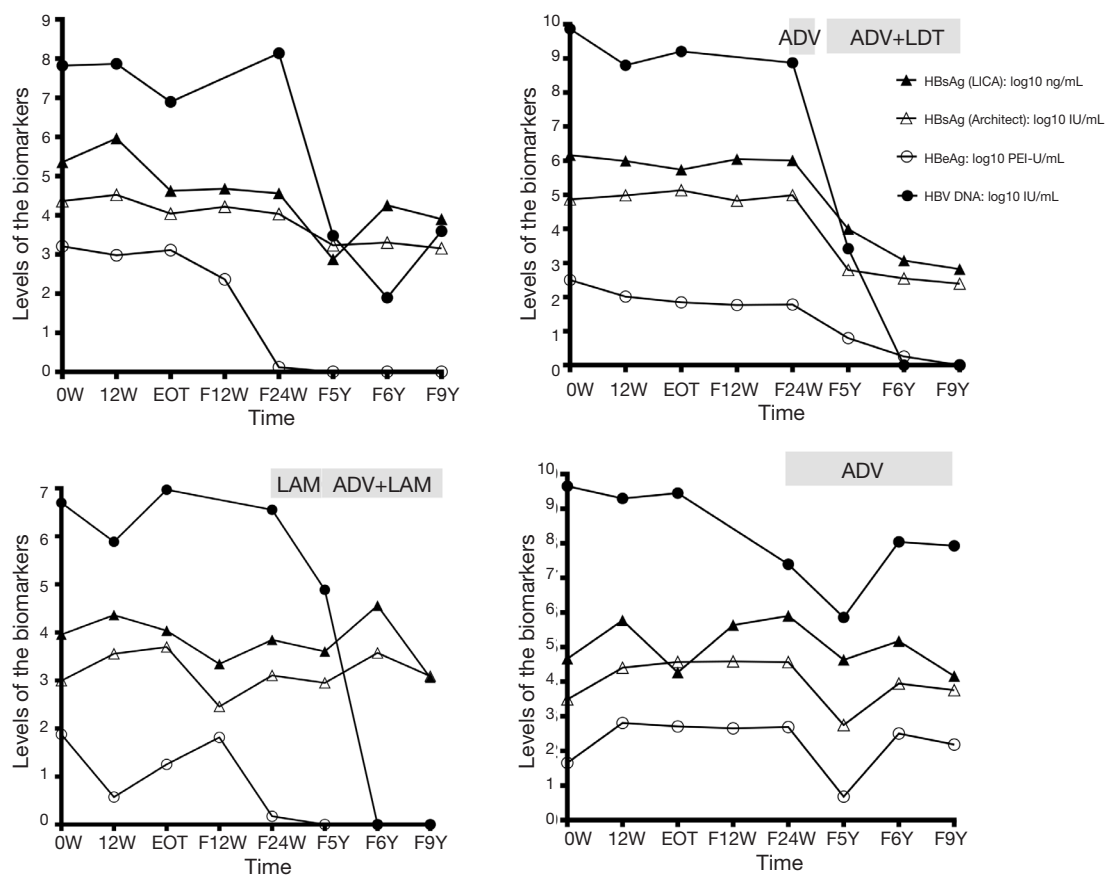 Levels of the biomarkers
9
8
7
6
5
4
3
2
1
0
0W 12W EOT F12W F24W F5Y F6Y F9Y
Time
ADV ADV+LDT
Levels of the biomarkers
10
9
8
7
6
5
4
3
2
1
0
HBsAg (LICA): log10 ng/mL
HBsAg (Architect): log10 IU/mL
HBeAg: log10 PEI-U/mL
HBV DNA: log10 IU/mL
0W 12W EOT F12W F24W F5Y F6Y F9Y
Time
LAM ADV+LAM
Levels of the biomarkers
7
6
5
4
3
2
1
0
0W 12W EOT F12W F24W F5Y F6Y F9Y
Time
ADV
Levels of the biomarkers
10
9
8
7
6
5
4
3
2
1
0
0W 12W EOT F12W F24W F5Y F6Y F9Y
Time